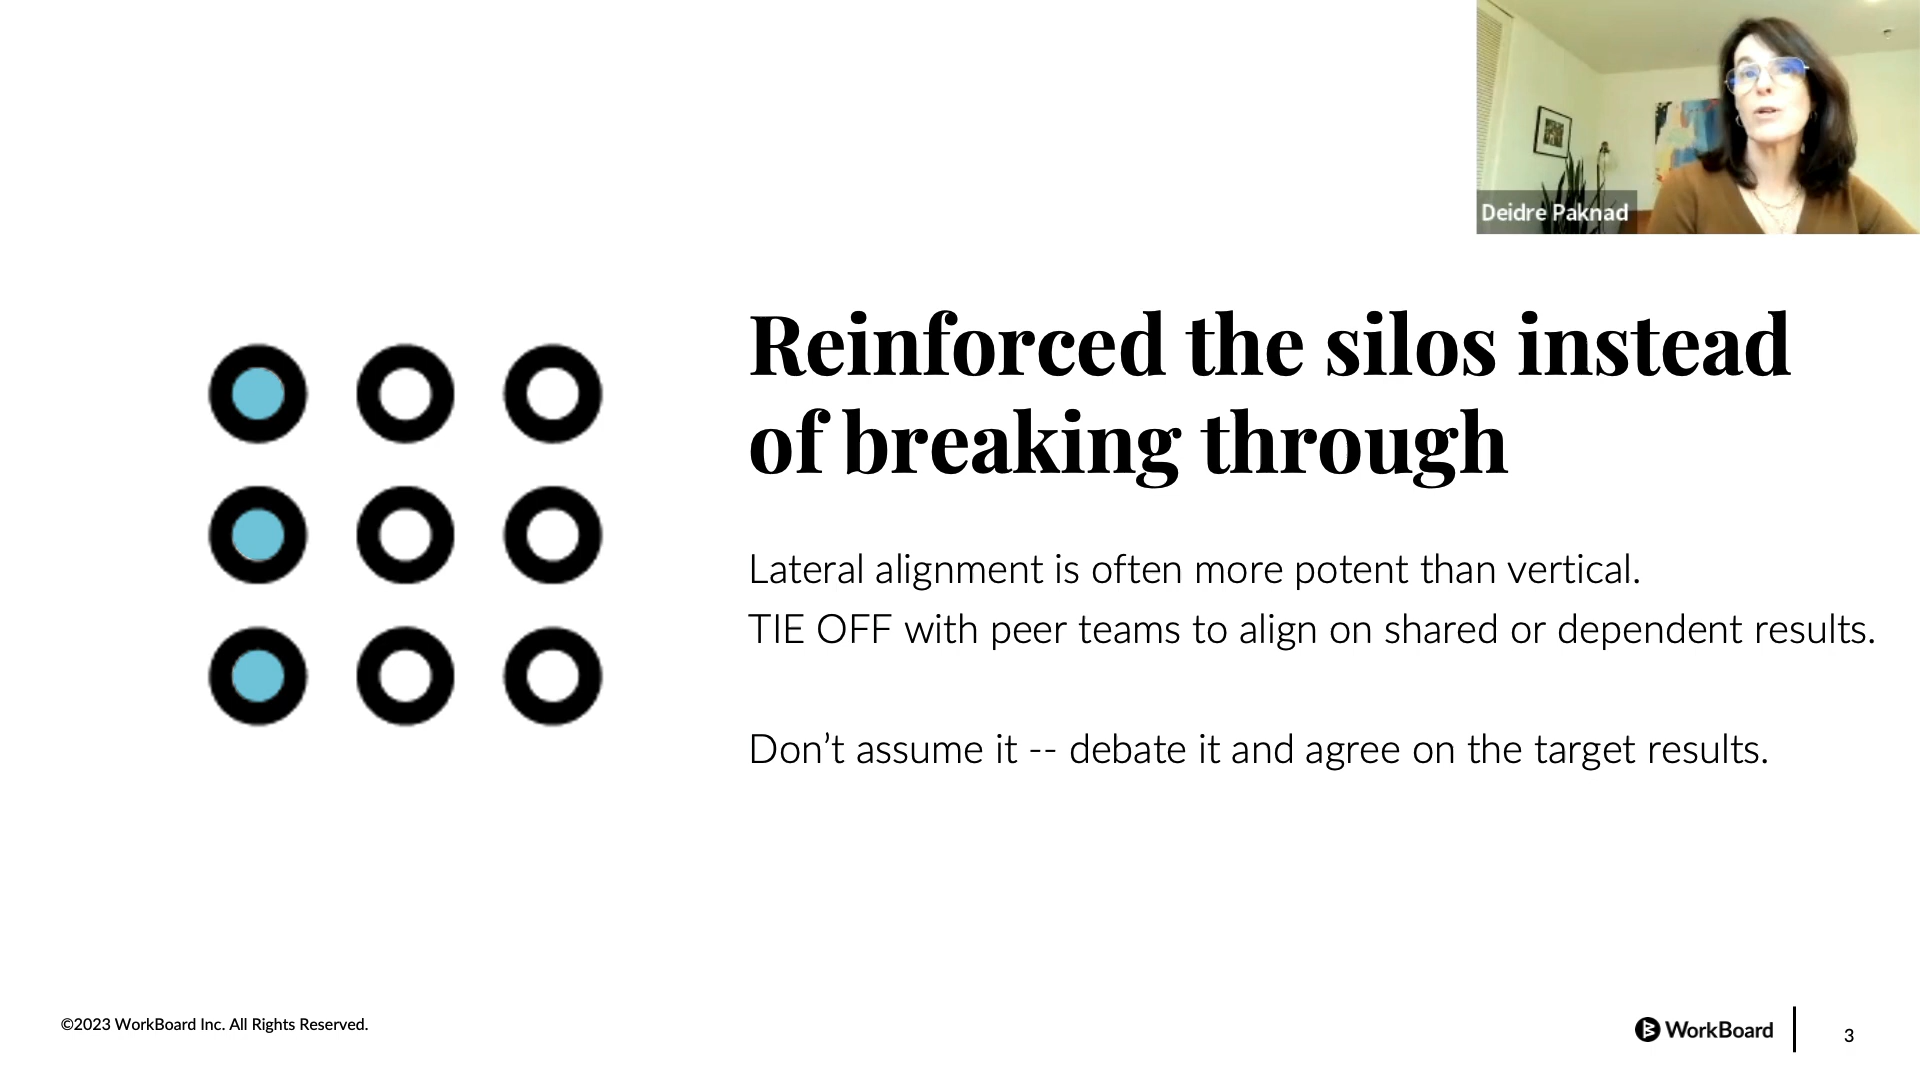 Deidre Paknad
Reinforced the silos instead
of breaking through
Lateral alignment is often more potent than vertical.
TIE OFF with peer teams to align on shared or dependent results.
Don’t assume it -- debate it and agree on the target results.
©2023 WorkBoard Inc. All Rights Reserved.
WorkBoard
3